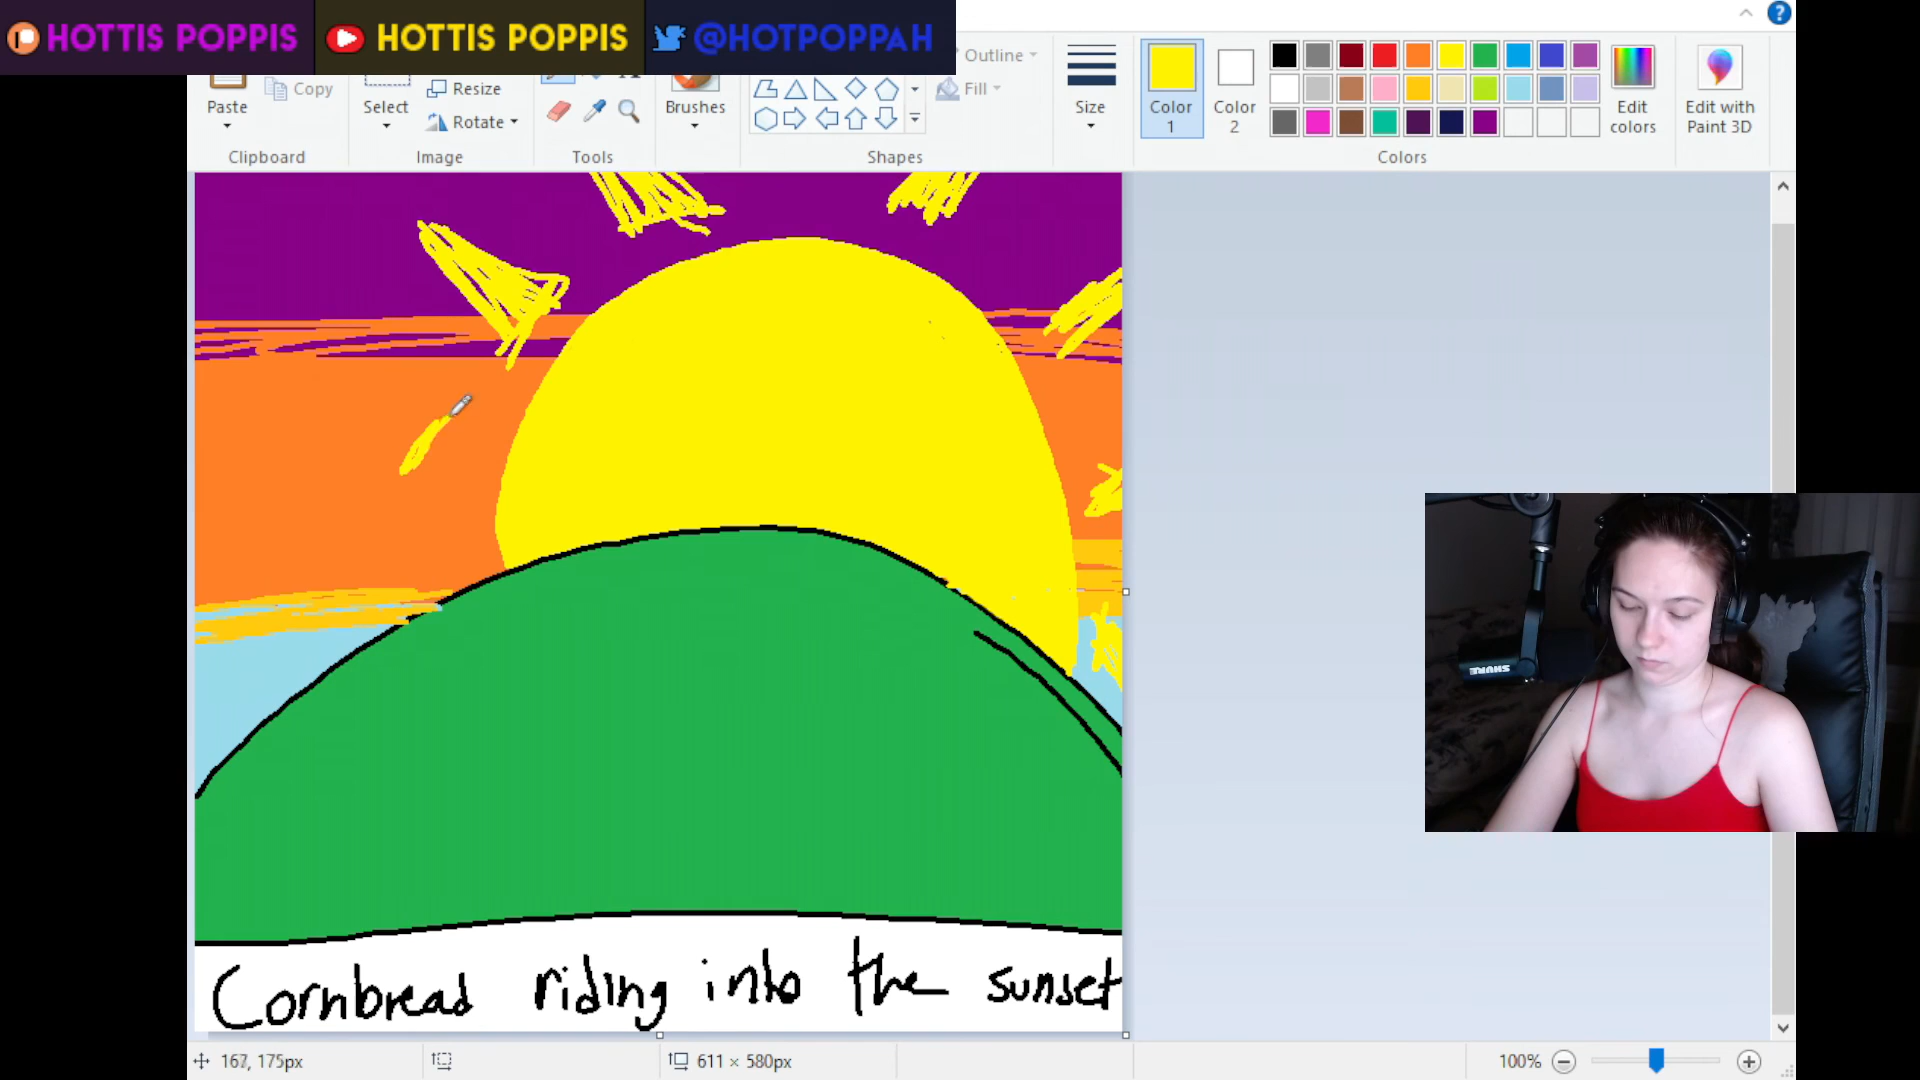 HOTTIS POPPIS HOTTIS POPPIS @HOTPOPPAH
Outline
Paste Copy Select Resize Rotate Brushes Fill Size Color 1 Color 2 Edit colors Edit with Paint 3D
Clipboard Image Tools Shapes Colors
SHURE
Cornbread riding into the sunset
167, 175px 611 × 580px 100%